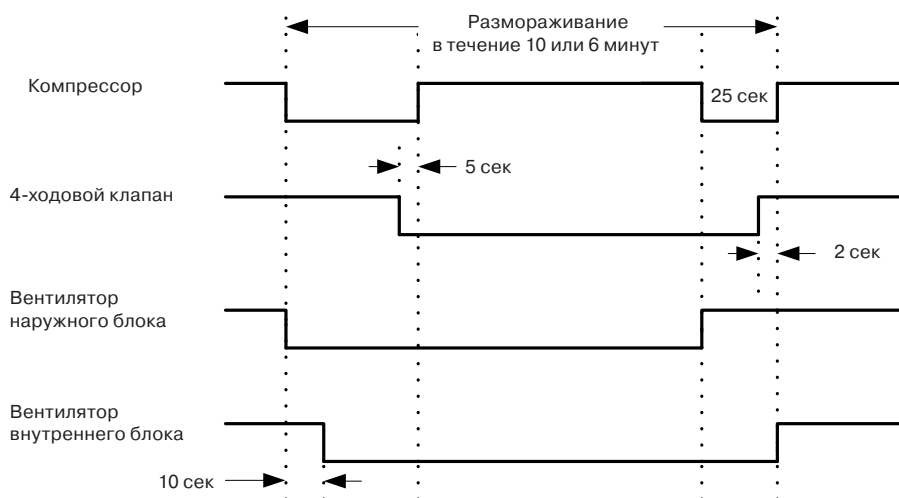 Размораживание
в течение 10 или 6 минут
Компрессор
25 сек
5 сек
4-ходовой клапан
2 сек
Вентилятор
наружного блока
Вентилятор
внутреннего блока
10 сек